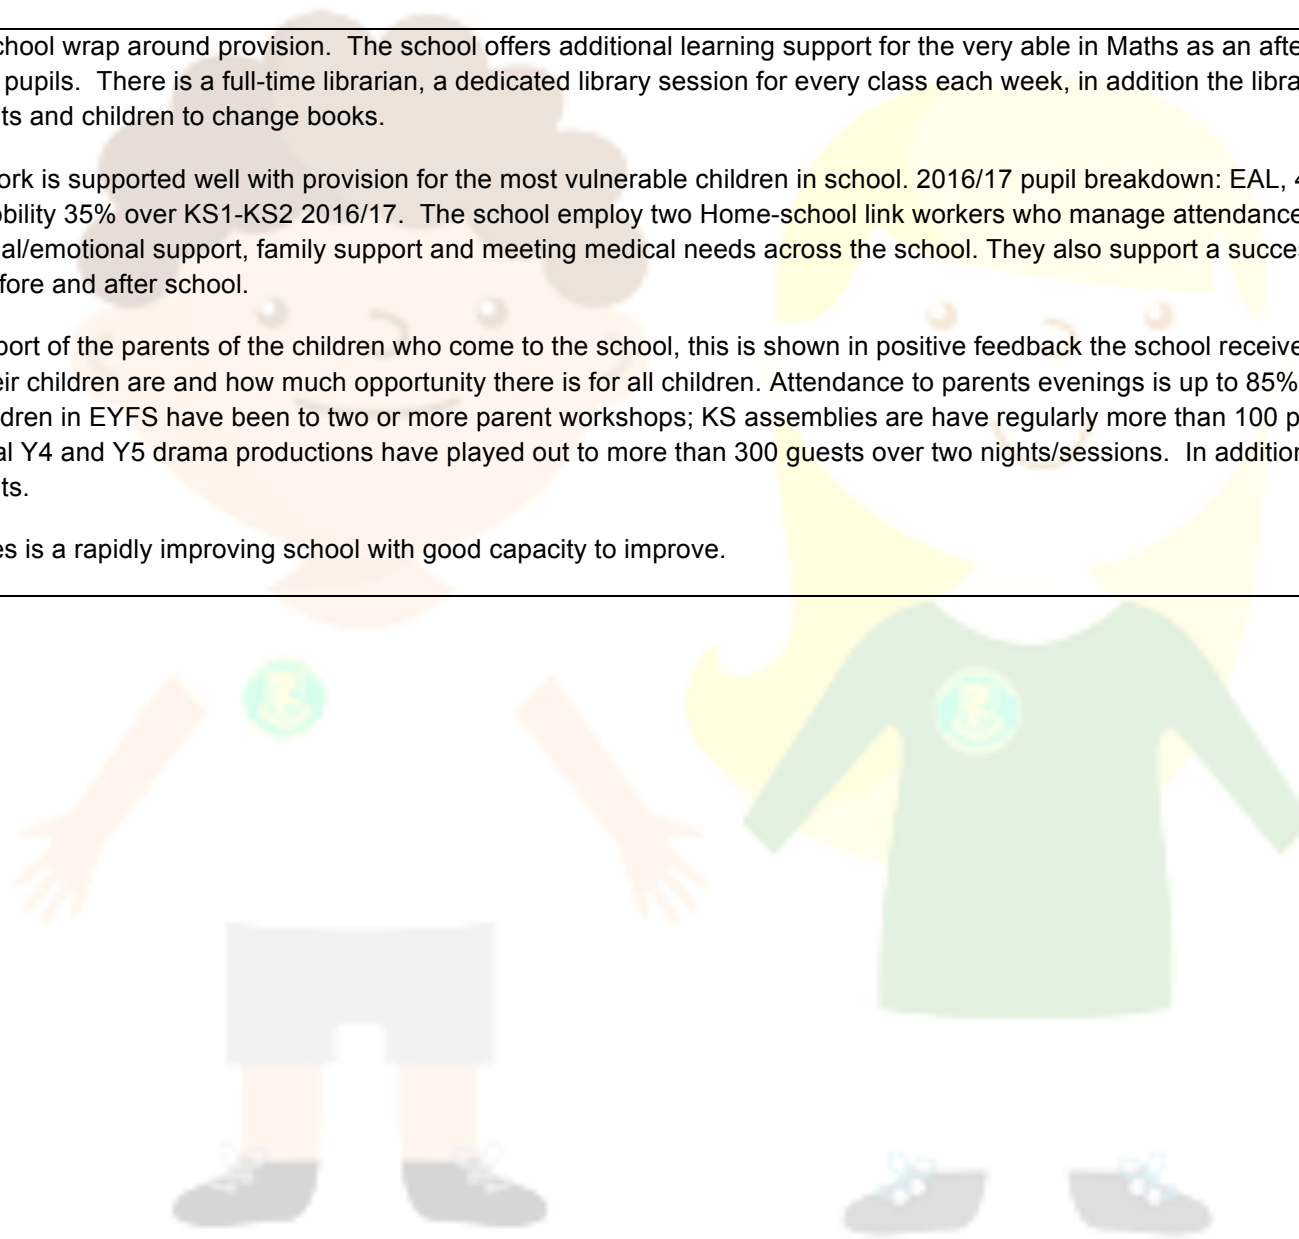 chool wrap around provision.  The school offers additional learning support for the very able in Maths as an afte
pupils.  There is a full-time librarian, a dedicated library session for every class each week, in addition the libra
ts and children to change books.
ork is supported well with provision for the most vulnerable children in school. 2016/17 pupil breakdown: EAL, 4
obility 35% over KS1-KS2 2016/17.  The school employ two Home-school link workers who manage attendance
al/emotional support, family support and meeting medical needs across the school. They also support a succes
fore and after school.
port of the parents of the children who come to the school, this is shown in positive feedback the school receive
eir children are and how much opportunity there is for all children. Attendance to parents evenings is up to 85%
ldren in EYFS have been to two or more parent workshops; KS assemblies are have regularly more than 100 p
al Y4 and Y5 drama productions have played out to more than 300 guests over two nights/sessions.  In addition
ts.
es is a rapidly improving school with good capacity to improve.